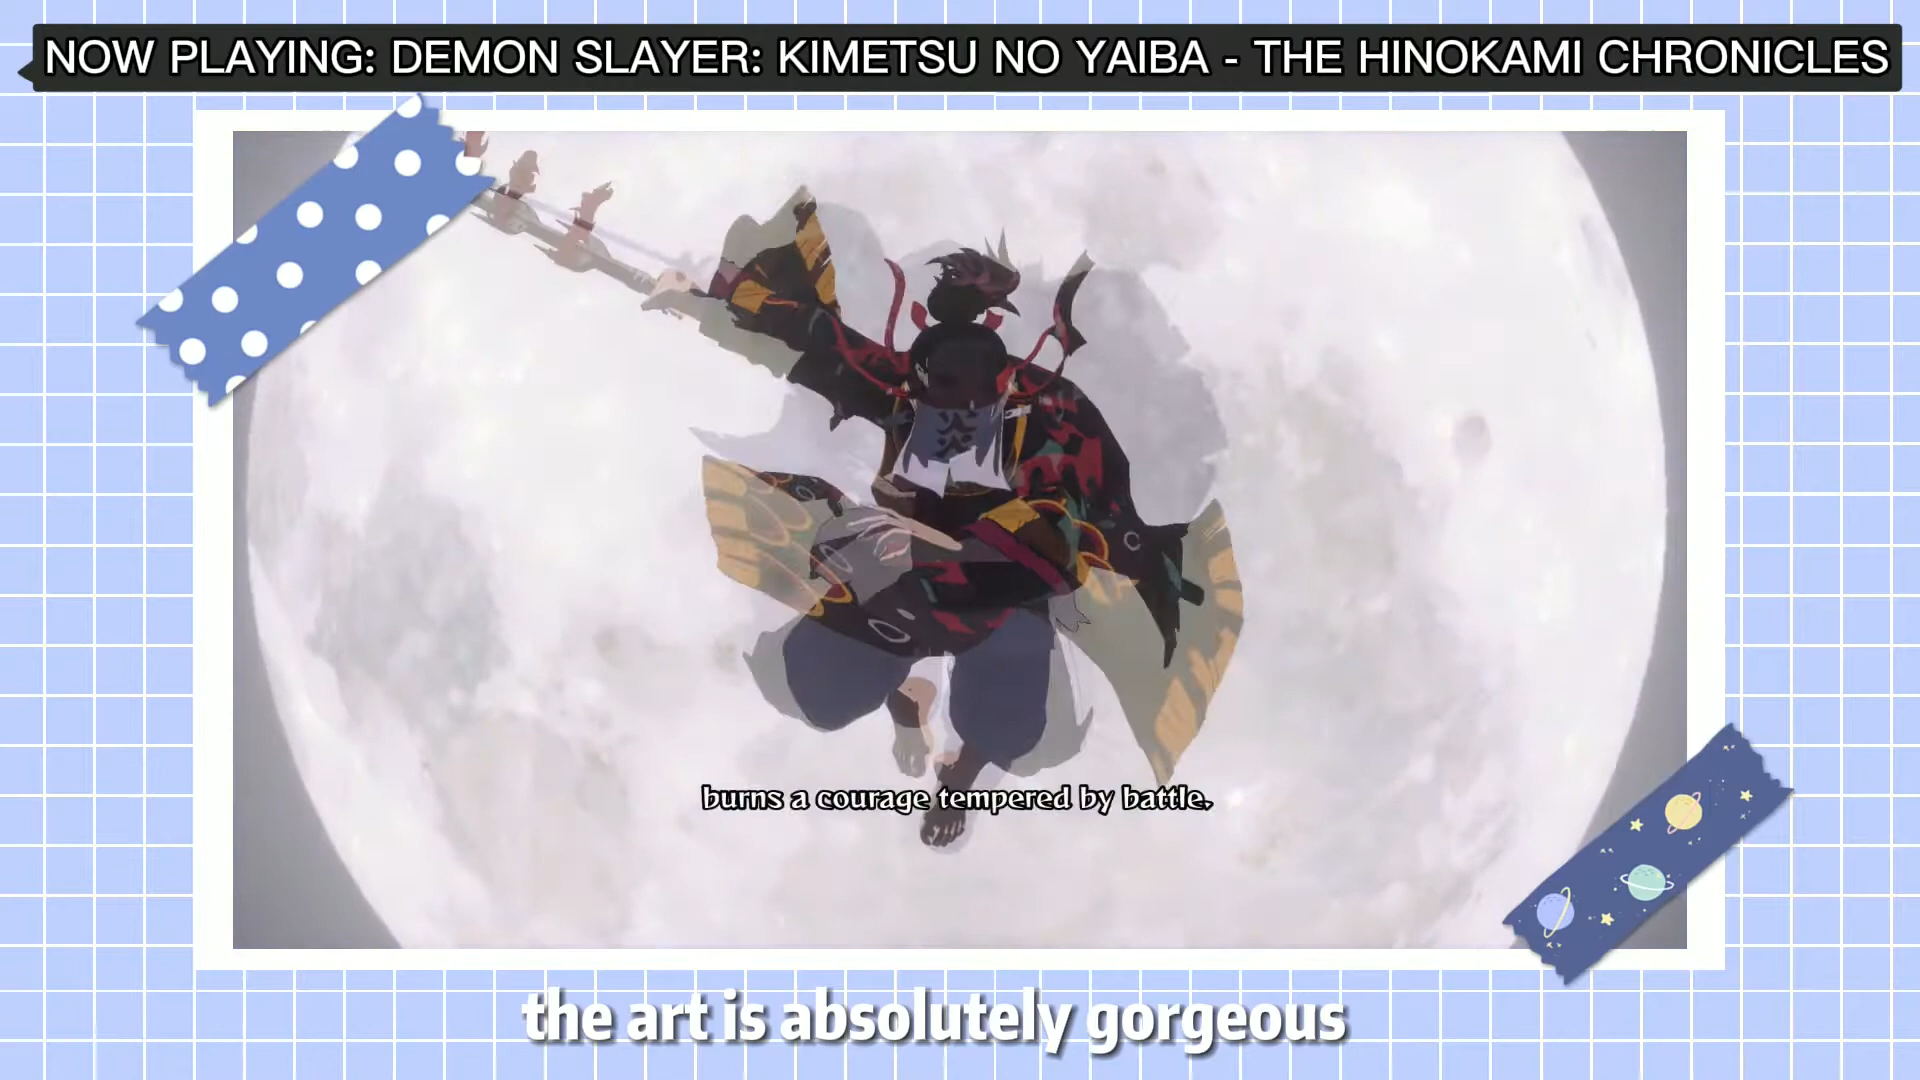 NOW PLAYING: DEMON SLAYER: KIMETSU NO YAIBA - THE HINOKAMI CHRONICLES
burns a courage tempered by battle.
the art is absolutely gorgeous